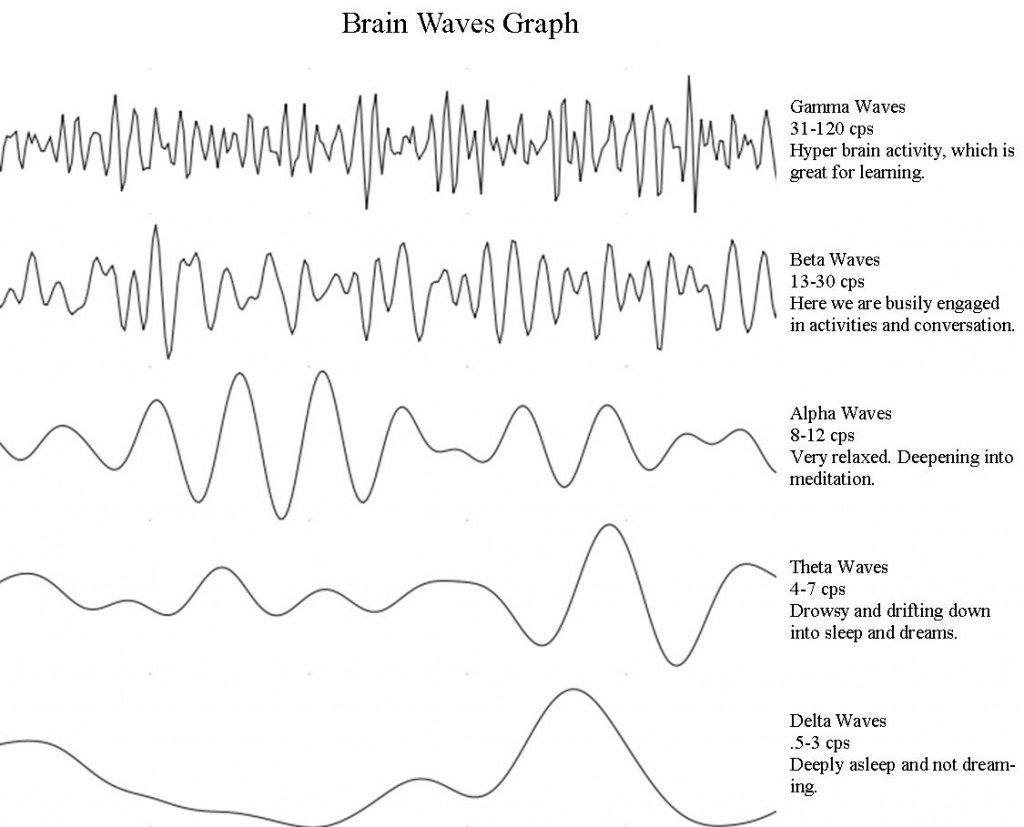 Brain Waves Graph
Gamma Waves
31-120 cps
Hyper brain activity, which is
great for learning.
Beta Waves
13-30 cps
Here we are busily engaged
in activities and conversation.
Alpha Waves
8-12 cps
Very relaxed. Deepening into
meditation.
Theta Waves
4-7 cps
Drowsy and drifting down
into sleep and dreams.
Delta Waves
.5-3 cps
Deeply asleep and not dream-
ing.